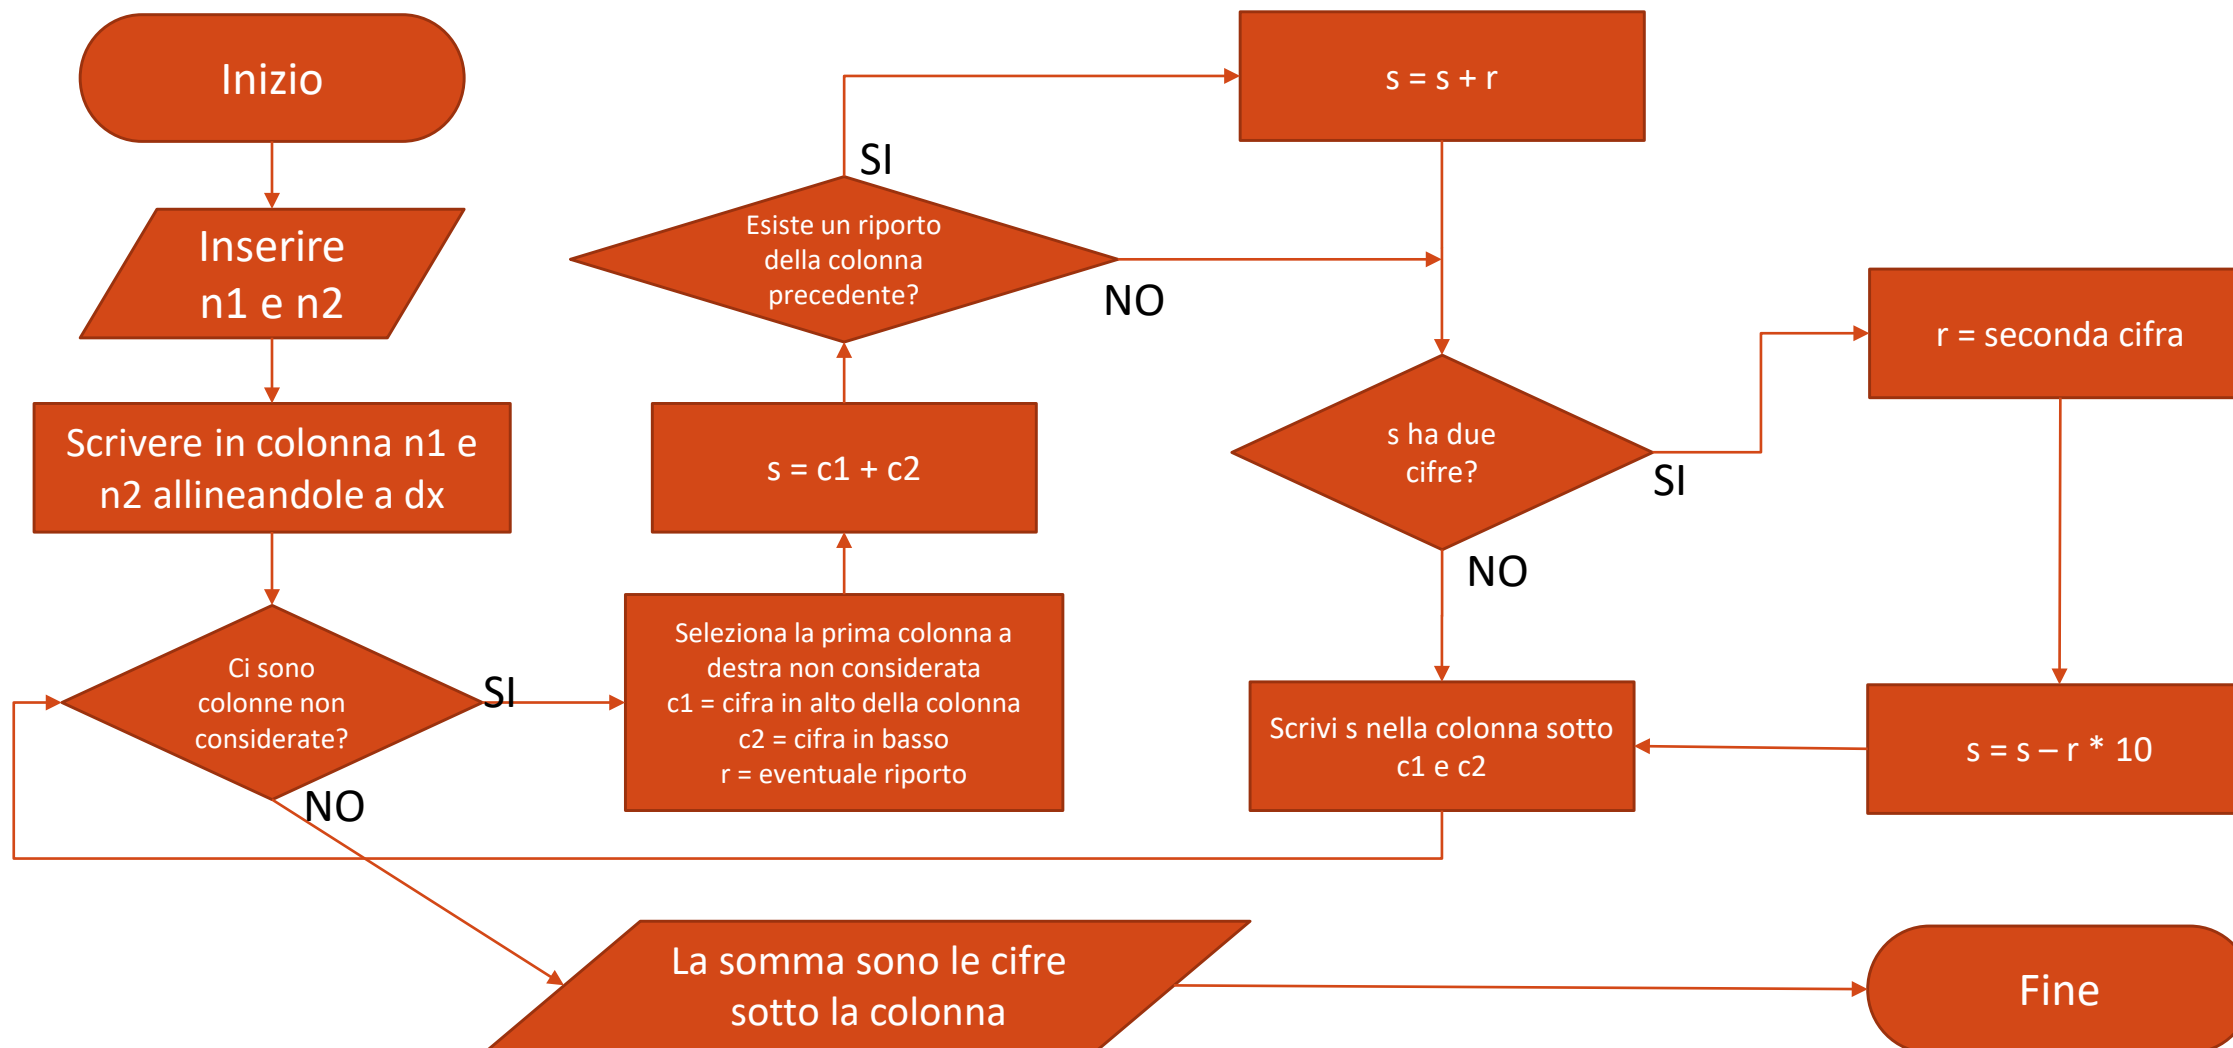 Inizio
Inserire
n1 e n2
Scrivere in colonna n1 e
n2 allineandole a dx
Ci sono
colonne non
considerate?
SI
NO
Seleziona la prima colonna a
destra non considerata
c1 = cifra in alto della colonna
c2 = cifra in basso
r = eventuale riporto
s = c1 + c2
Esiste un riporto
della colonna
precedente?
SI
NO
s = s + r
s ha due
cifre?
SI
NO
r = seconda cifra
s = s – r * 10
Scrivi s nella colonna sotto
c1 e c2
La somma sono le cifre
sotto la colonna
Fine